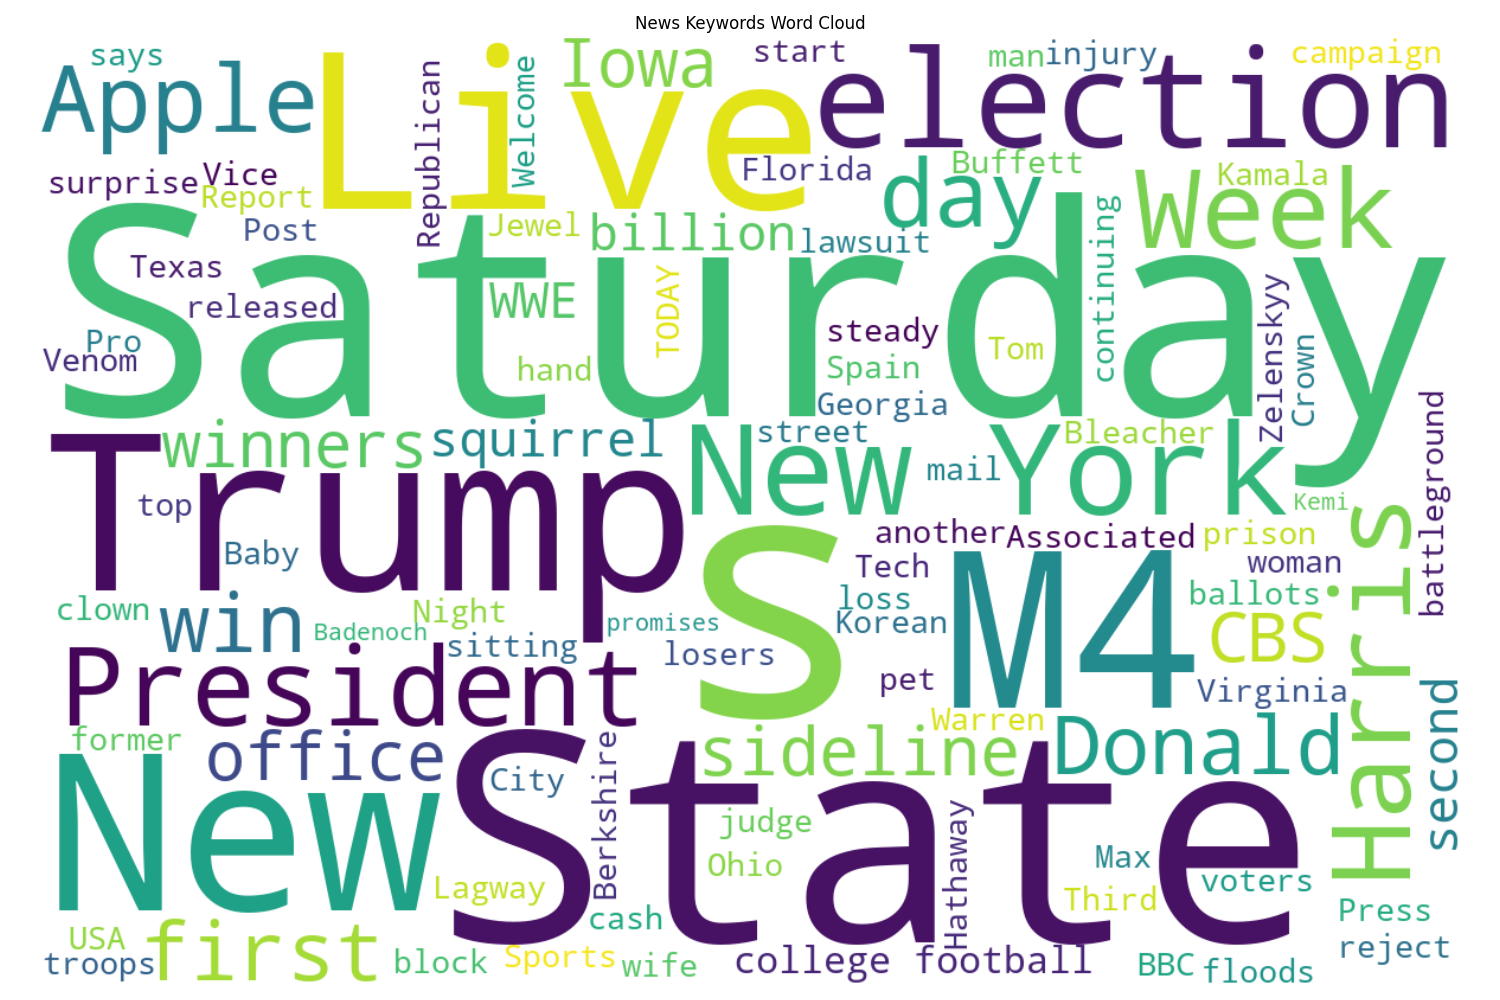 News Keywords Word Cloud
says
Apple
Live
Welcome
Republican
Iowa
start
election
man
injury
campaign
surprise
Vice
Report
Post
Florida
Buffett
day
Week
Kamala
Saturday
Jewel
billion
lawsuit
continuing
Texas
released
Pro
Venom
WWE
TODAY
hand
steady
Spain
Georgia
Tom
Zelenskyy
Crown
battleground
Trump
winners
squirrel
New York
street
Bleacher
mail
Kemi
top
Baby
S
another
Associated
prison
Tech
woman
M4
Harris
clown
win
Night
Badenoch
sitting
promises
losers
loss
Korean
ballots
CBS
pet
Virginia
President
second
former
office
sideline
Warren
Donald
New
State
City
Berkshire
judge
Ohio
Hathaway
Max
Third
voters
Lagway
cash
Press
reject
USA
troops
first
block
Sports
wife
college football
BBC
floods